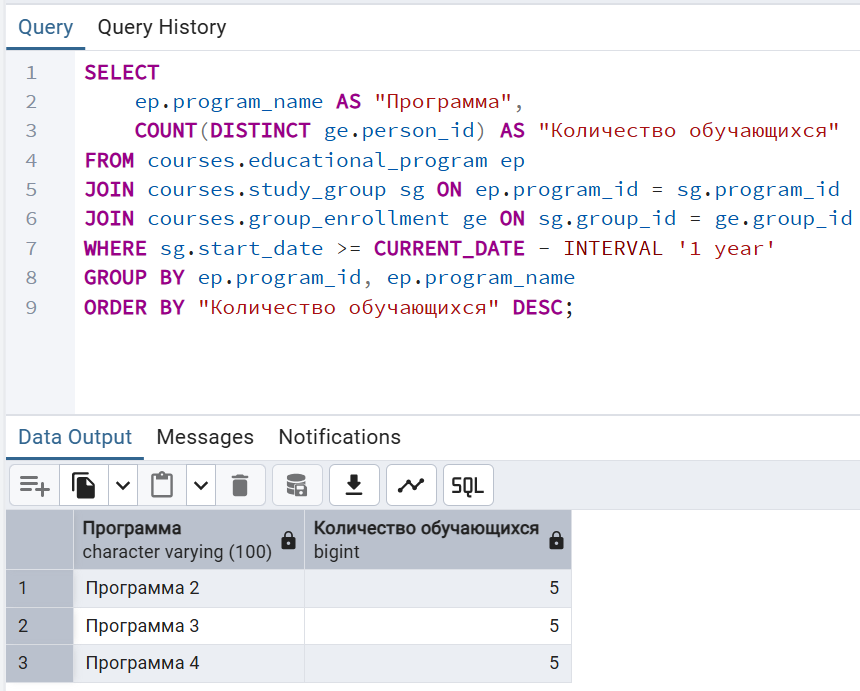 Query Query History
1 SELECT
2 ep.program_name AS "Программа",
3 COUNT(DISTINCT ge.person_id) AS "Количество обучающихся"
4 FROM courses.educational_program ep
5 JOIN courses.study_group sg ON ep.program_id = sg.program_id
6 JOIN courses.group_enrollment ge ON sg.group_id = ge.group_id
7 WHERE sg.start_date >= CURRENT_DATE - INTERVAL '1 year'
8 GROUP BY ep.program_id, ep.program_name
9 ORDER BY "Количество обучающихся" DESC;
Data Output Messages Notifications
SQL
Программа Количество обучающихся
character varying (100) bigint
1 Программа 2 5
2 Программа 3 5
3 Программа 4 5